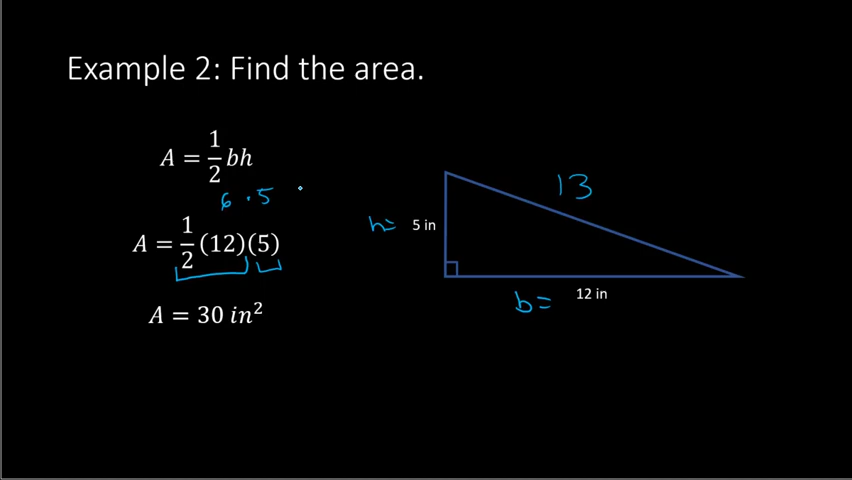 Example 2: Find the area.
A = 1/2 bh
6 · 5
A = 1/2 (12)(5)
A = 30 in²
13
h= 5 in
b= 12 in